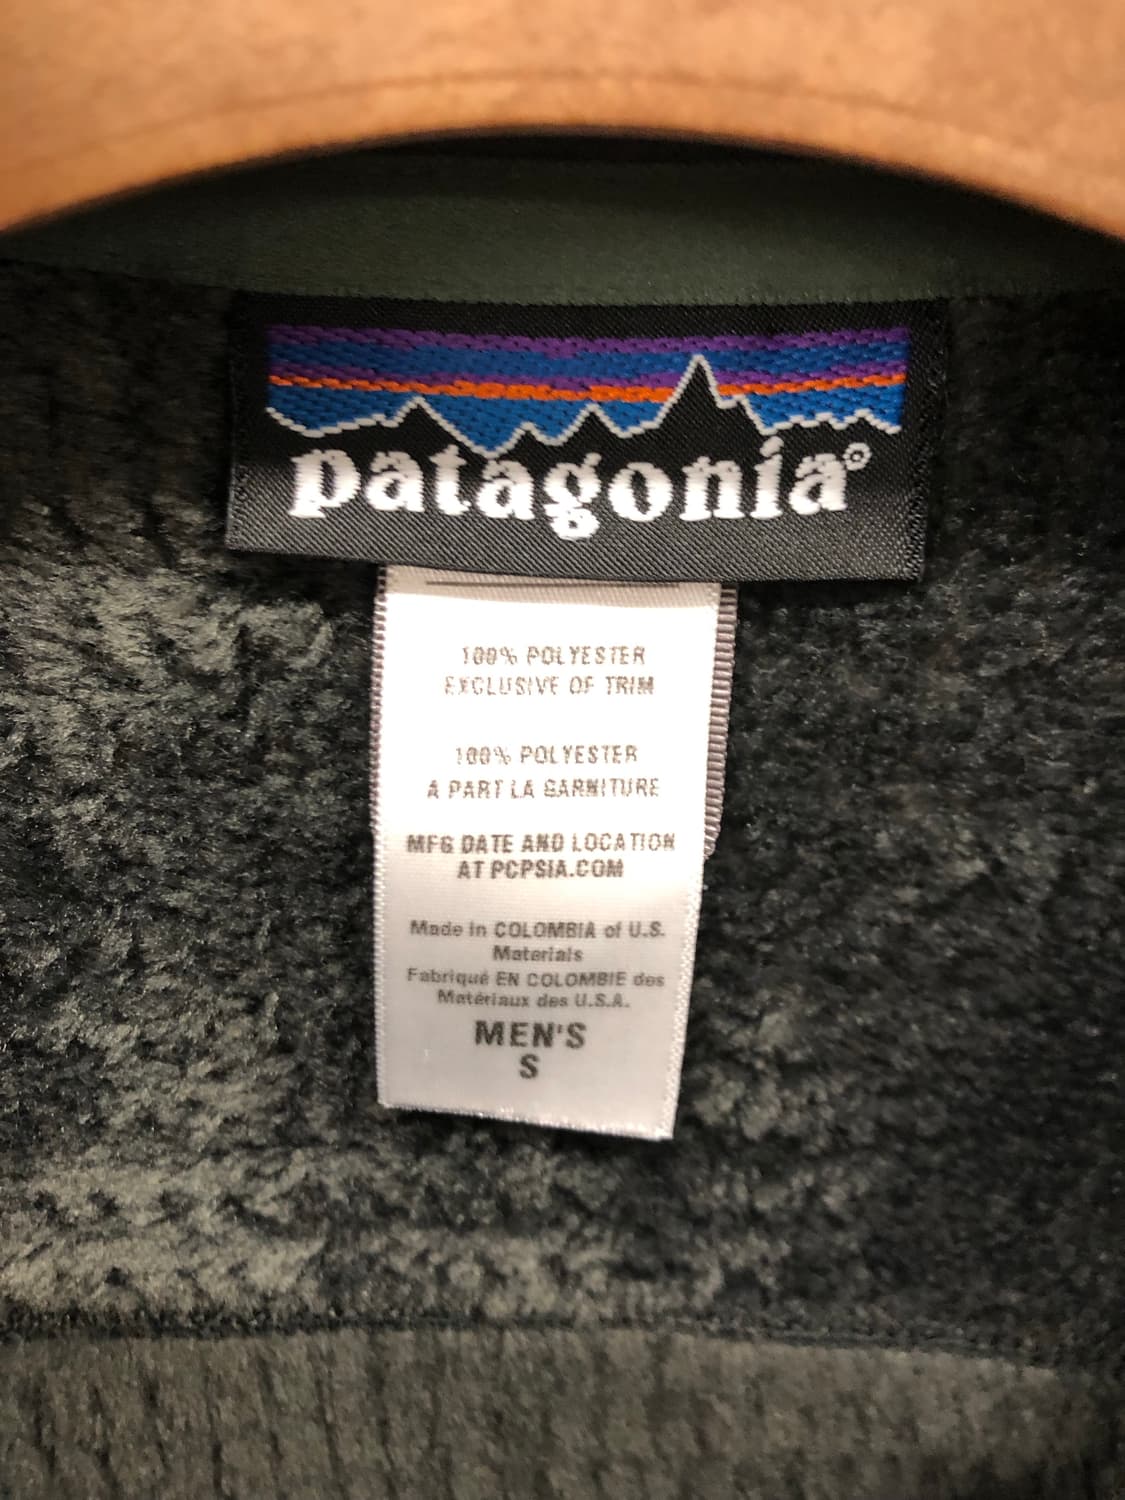 patagonia®
100% POLYESTER
EXCLUSIVE OF TRIM
100% POLYESTER
A PART LA GARNITURE
MFG DATE AND LOCATION
AT PCPSIA.COM
Made in COLOMBIA of U.S.
Materials
Fabriqué EN COLOMBIE des
Matériaux des U.S.A.
MEN'S
S